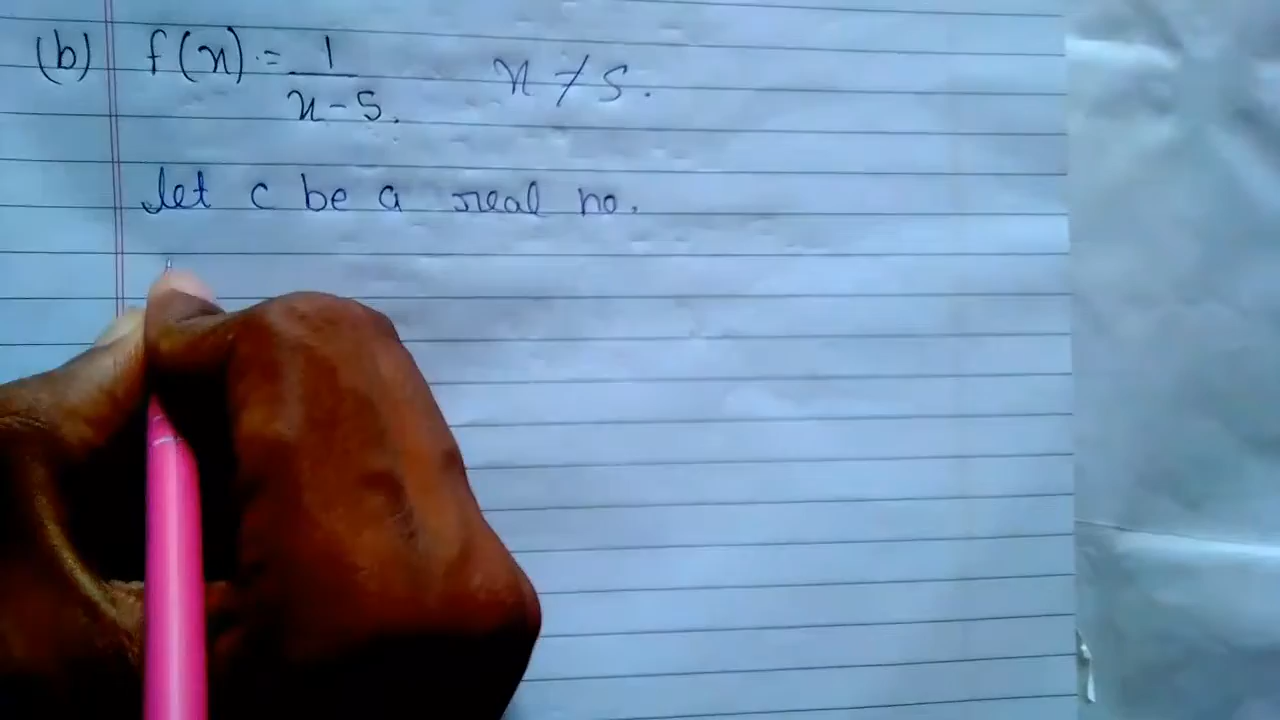 (b) f(x) = 1/(x-5), x ≠ 5.
let c be a real no.